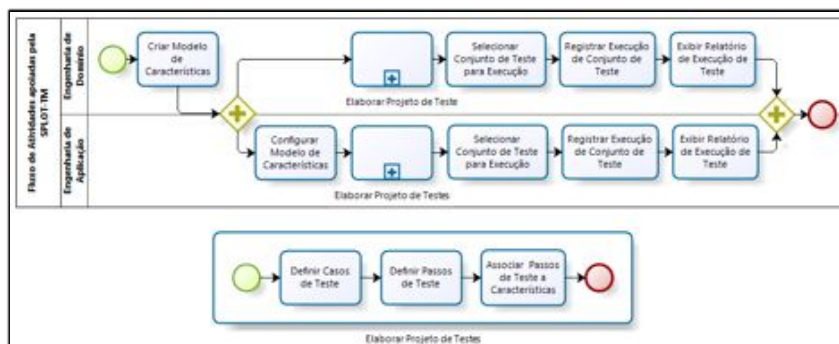 Fluxo de Atividades apoiadas pela
SPLOT-TM
Engenharia de
Domínio
Criar Modelo
de
Características
Elaborar Projeto de Teste
Selecionar
Conjunto de Teste
para Execução
Registrar Execução
de Conjunto de
Teste
Exibir Relatório
de Execução de
Teste
Engenharia de
Aplicação
Configurar
Modelo de
Características
Elaborar Projeto de Testes
Selecionar
Conjunto de Teste
para Execução
Registrar Execução
de Conjunto de
Teste
Exibir Relatório
de Execução de
Teste
Definir Casos
de Teste
Definir Passos
de Teste
Associar Passos
de Teste a
Características
Elaborar Projeto de Testes